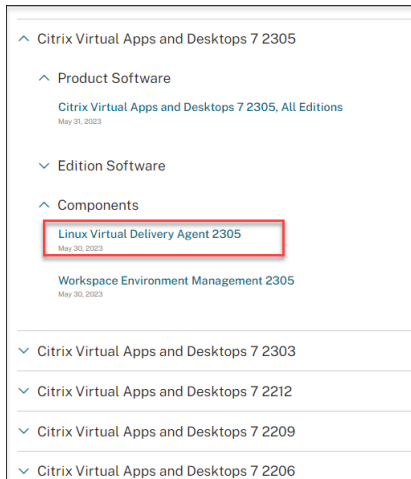 Citrix Virtual Apps and Desktops 7 2305
Product Software
Citrix Virtual Apps and Desktops 7 2305, All Editions
May 31, 2023
Edition Software
Components
Linux Virtual Delivery Agent 2305
May 30, 2023
Workspace Environment Management 2305
May 30, 2023
Citrix Virtual Apps and Desktops 7 2303
Citrix Virtual Apps and Desktops 7 2212
Citrix Virtual Apps and Desktops 7 2209
Citrix Virtual Apps and Desktops 7 2206